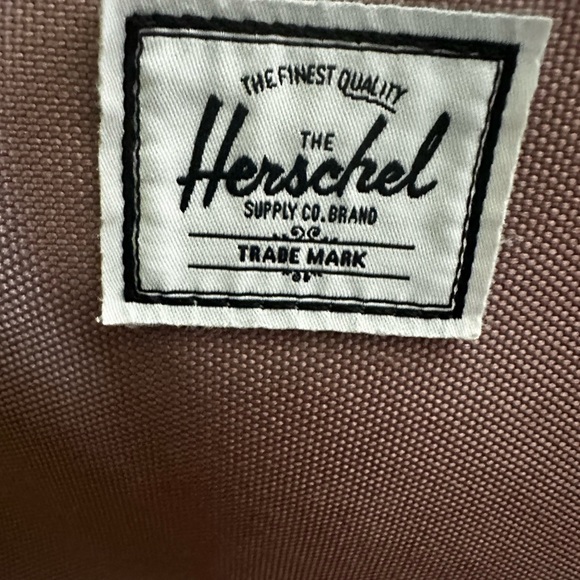 THE FINEST QUALITY
THE
Herschel
SUPPLY CO. BRAND
TRADE MARK